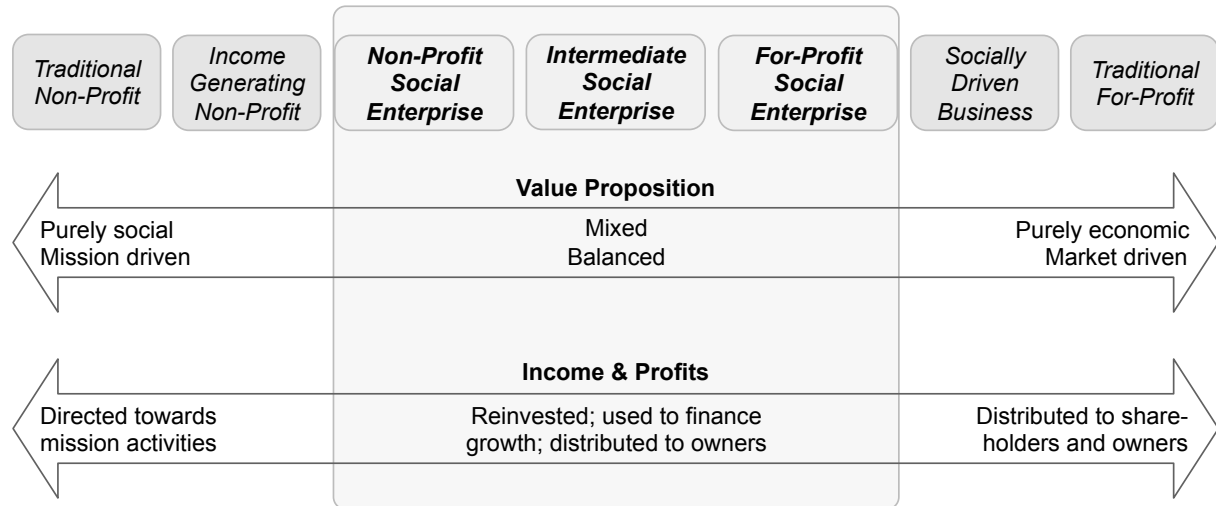 Traditional
Non-Profit
Income
Generating
Non-Profit
Non-Profit
Social
Enterprise
Intermediate
Social
Enterprise
For-Profit
Social
Enterprise
Socially
Driven
Business
Traditional
For-Profit
Value Proposition
Purely social
Mission driven
Mixed
Balanced
Purely economic
Market driven
Income & Profits
Directed towards
mission activities
Reinvested; used to finance
growth; distributed to owners
Distributed to share-
holders and owners